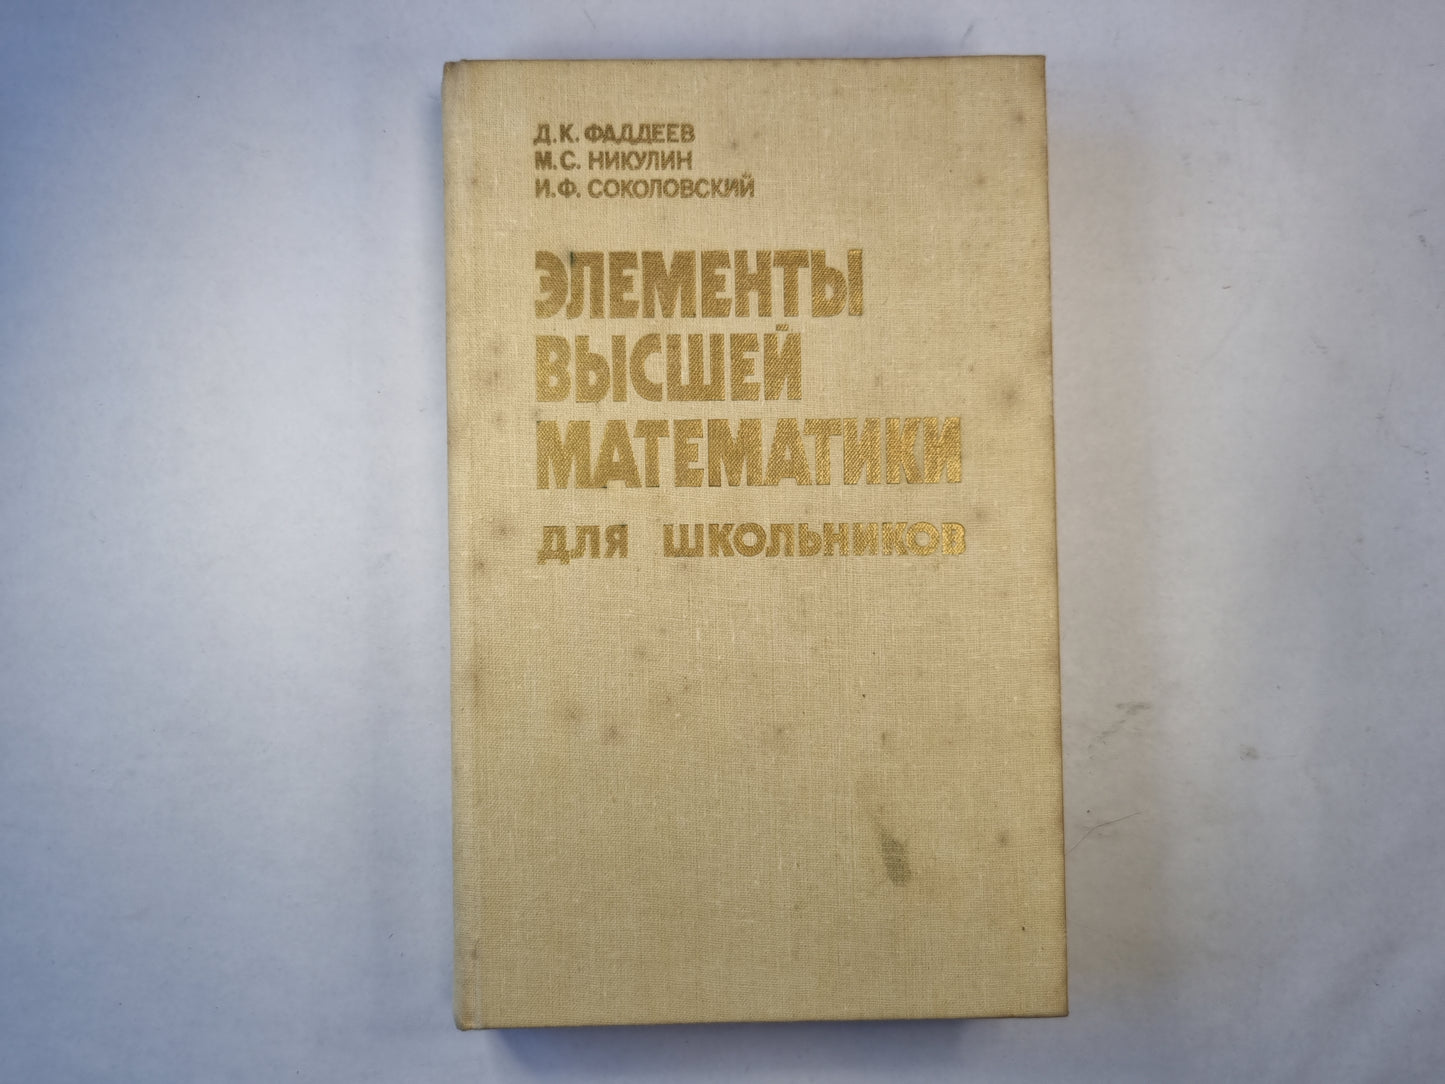 Д.К. ФАДДЕЕВ
М.С. НИКУЛИН
И.Ф. СОКОЛОВСКИЙ
ЭЛЕМЕНТЫ
ВЫСШЕЙ
МАТЕМАТИКИ
ДЛЯ ШКОЛЬНИКОВ